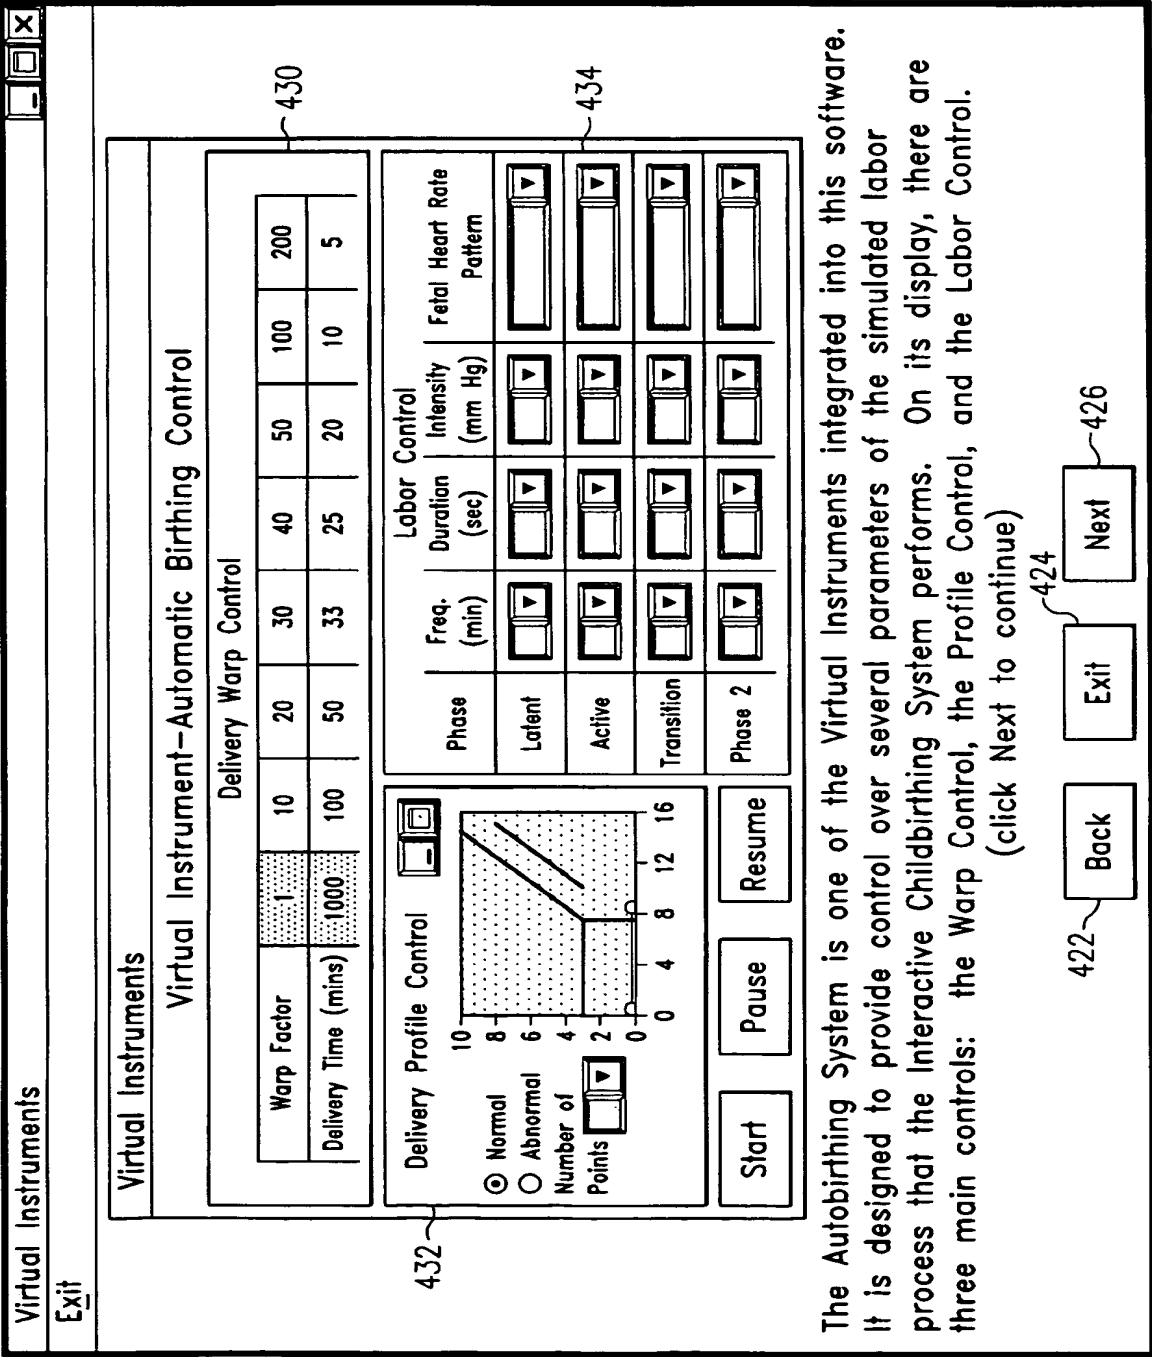 Virtual Instruments
Exit
Virtual Instruments
Virtual Instrument-Automatic Birthing Control
Delivery Warp Control
430
Warp Factor 1 10 20 30 40 50 100 200
Delivery Time (mins) 1000 100 50 33 25 20 10 5
432
Delivery Profile Control
Normal
Abnormal
Number of
Points
10
8
6
4
2
0
0 4 8 12 16
Start Pause Resume
Labor Control
Phase
Freq.
(min)
Duration
(sec)
Intensity
(mm Hg)
Fetal Heart Rate
Pattern
Latent
Active
Transition
Phase 2
434
The Autobirthing System is one of the Virtual Instruments integrated into this software.
It is designed to provide control over several parameters of the simulated labor
process that the Interactive Childbirthing System performs. On its display, there are
three main controls: the Warp Control, the Profile Control, and the Labor Control.
(click Next to continue)
422 Back
Exit 424
Next 426